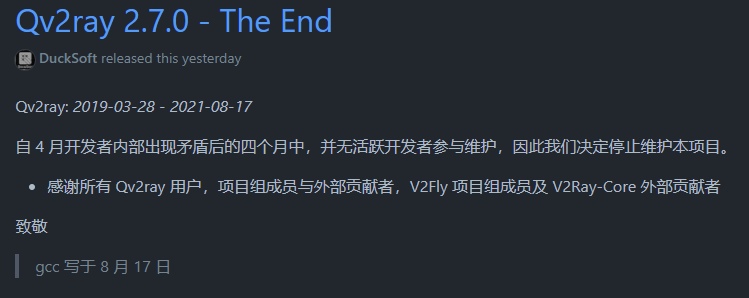 Qv2ray 2.7.0 - The End
DuckSoft released this yesterday
Qv2ray: 2019-03-28 - 2021-08-17
自 4 月开发者内部出现矛盾后的四个月中，并无活跃开发者参与维护，因此我们决定停止维护本项目。
• 感谢所有 Qv2ray 用户，项目组成员与外部贡献者，V2Fly 项目组成员及 V2Ray-Core 外部贡献者
致敬
gcc 写于 8 月 17 日